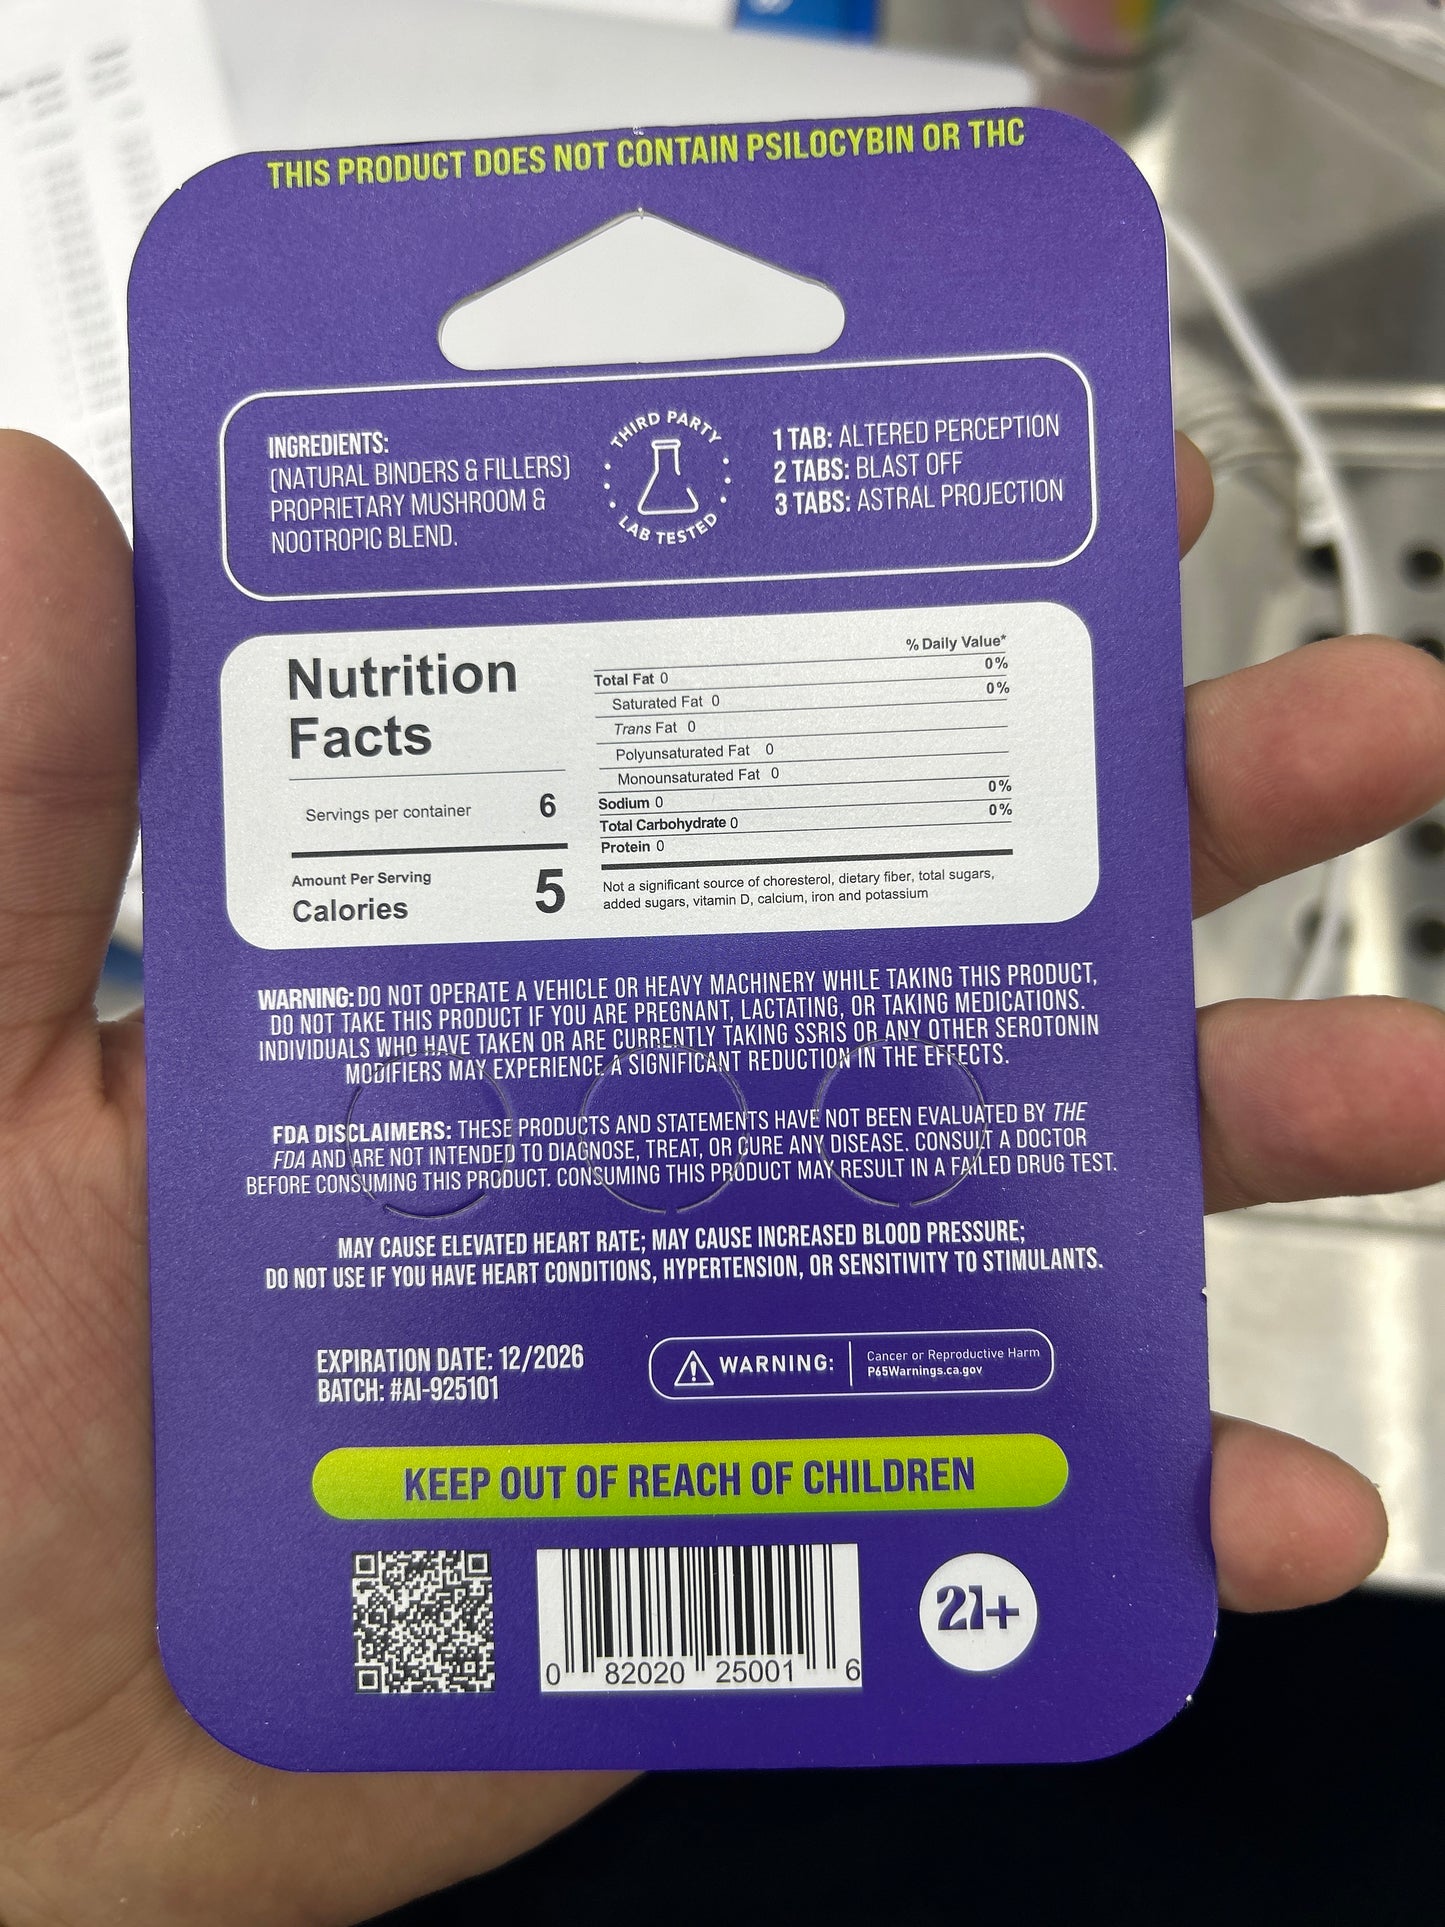 THIS PRODUCT DOES NOT CONTAIN PSILOCYBIN OR THC
INGREDIENTS:
(NATURAL BINDERS & FILLERS)
PROPRIETARY MUSHROOM &
NOOTROPIC BLEND.
THIRD PARTY
LAB TESTED
1 TAB: ALTERED PERCEPTION
2 TABS: BLAST OFF
3 TABS: ASTRAL PROJECTION
Nutrition
Facts
Servings per container 6
Amount Per Serving
Calories 5
% Daily Value*
Total Fat 0 0%
Saturated Fat 0 0%
Trans Fat 0
Polyunsaturated Fat 0
Monounsaturated Fat 0
Sodium 0 0%
Total Carbohydrate 0 0%
Protein 0
Not a significant source of choresterol, dietary fiber, total sugars,
added sugars, vitamin D, calcium, iron and potassium
WARNING: DO NOT OPERATE A VEHICLE OR HEAVY MACHINERY WHILE TAKING THIS PRODUCT,
DO NOT TAKE THIS PRODUCT IF YOU ARE PREGNANT, LACTATING, OR TAKING MEDICATIONS.
INDIVIDUALS WHO HAVE TAKEN OR ARE CURRENTLY TAKING SSRIS OR ANY OTHER SEROTONIN
MODIFIERS MAY EXPERIENCE A SIGNIFICANT REDUCTION IN THE EFFECTS.
FDA DISCLAIMERS: THESE PRODUCTS AND STATEMENTS HAVE NOT BEEN EVALUATED BY THE
FDA AND ARE NOT INTENDED TO DIAGNOSE, TREAT, OR CURE ANY DISEASE. CONSULT A DOCTOR
BEFORE CONSUMING THIS PRODUCT. CONSUMING THIS PRODUCT MAY RESULT IN A FAILED DRUG TEST.
MAY CAUSE ELEVATED HEART RATE; MAY CAUSE INCREASED BLOOD PRESSURE;
DO NOT USE IF YOU HAVE HEART CONDITIONS, HYPERTENSION, OR SENSITIVITY TO STIMULANTS.
EXPIRATION DATE: 12/2026
BATCH: #AI-925101
WARNING:
Cancer or Reproductive Harm
P65Warnings.ca.gov
KEEP OUT OF REACH OF CHILDREN
0 82020 25001 6
21+